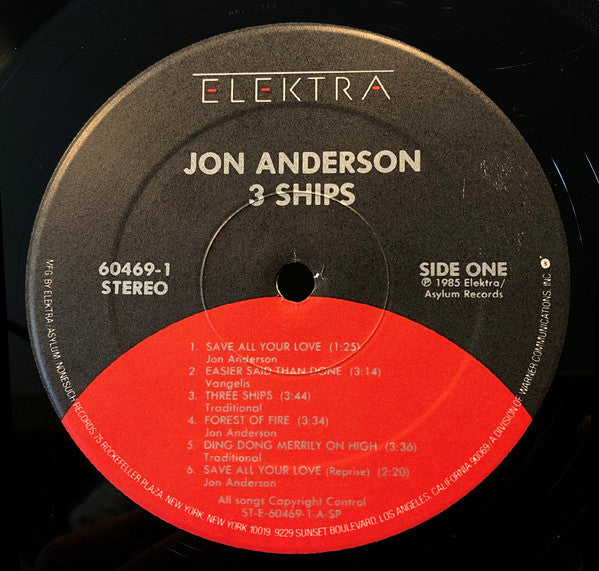 ELEKTRA
JON ANDERSON
3 SHIPS
60469-1
STEREO
SIDE ONE
℗ 1985 Elektra/
Asylum Records
1. SAVE ALL YOUR LOVE (1:25)
Jon Anderson
2. EASIER SAID THAN DONE (3:14)
Vangelis
3. THREE SHIPS (3:44)
Traditional
4. FOREST OF FIRE (3:34)
Jon Anderson
5. DING DONG MERRILY ON HIGH (3:36)
Traditional
6. SAVE ALL YOUR LOVE (Reprise) (2:20)
Jon Anderson
All songs Copyright Control
ST-E-60469-1-A-SP
MFG BY ELEKTRA ASYLUM NONESUCH RECORDS 75 ROCKEFELLER PLAZA, NEW YORK, NEW YORK 10019 9229 SUNSET BOULEVARD, LOS ANGELES, CALIFORNIA 90069 A DIVISION OF WARNER COMMUNICATIONS INC